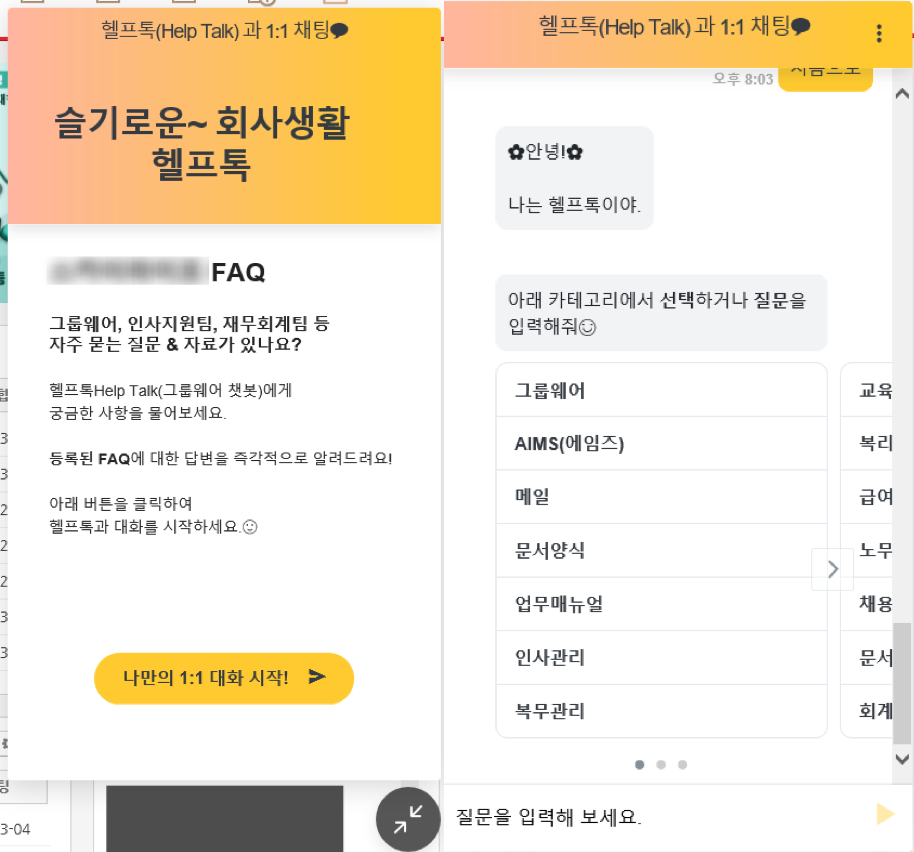 헬프톡(Help Talk) 과 1:1 채팅
슬기로운~ 회사생활
헬프톡
FAQ
그룹웨어, 인사지원팀, 재무회계팀 등
자주 묻는 질문 & 자료가 있나요?
헬프톡Help Talk(그룹웨어 챗봇)에게
궁금한 사항을 물어보세요.
등록된 FAQ에 대한 답변을 즉각적으로 알려드려요!
아래 버튼을 클릭하여
헬프톡과 대화를 시작하세요.
나만의 1:1 대화 시작!
3-04
헬프톡(Help Talk) 과 1:1 채팅
오후 8:03
처음으로
✿안녕!✿
나는 헬프톡이야.
아래 카테고리에서 선택하거나 질문을
입력해줘😊
그룹웨어
AIMS(에임즈)
메일
문서양식
업무매뉴얼
인사관리
복무관리
교육
복리
급여
노무
채용
문서
회계
질문을 입력해 보세요.